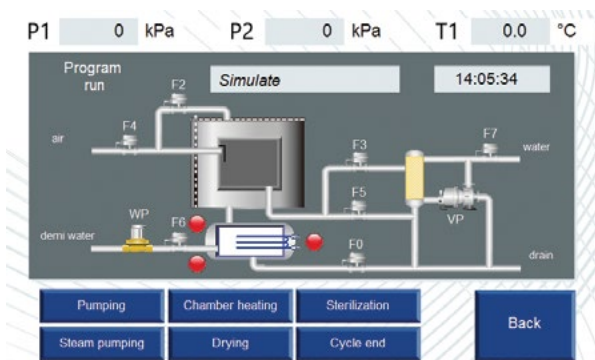 P1 0 kPa P2 0 kPa T1 0.0 °C
Program
run
Simulate
14:05:34
F2
F4
air
F3
F7
water
F5
VP
WP
F6
demi water
F0
drain
Pumping
Chamber heating
Sterilization
Back
Steam pumping
Drying
Cycle end